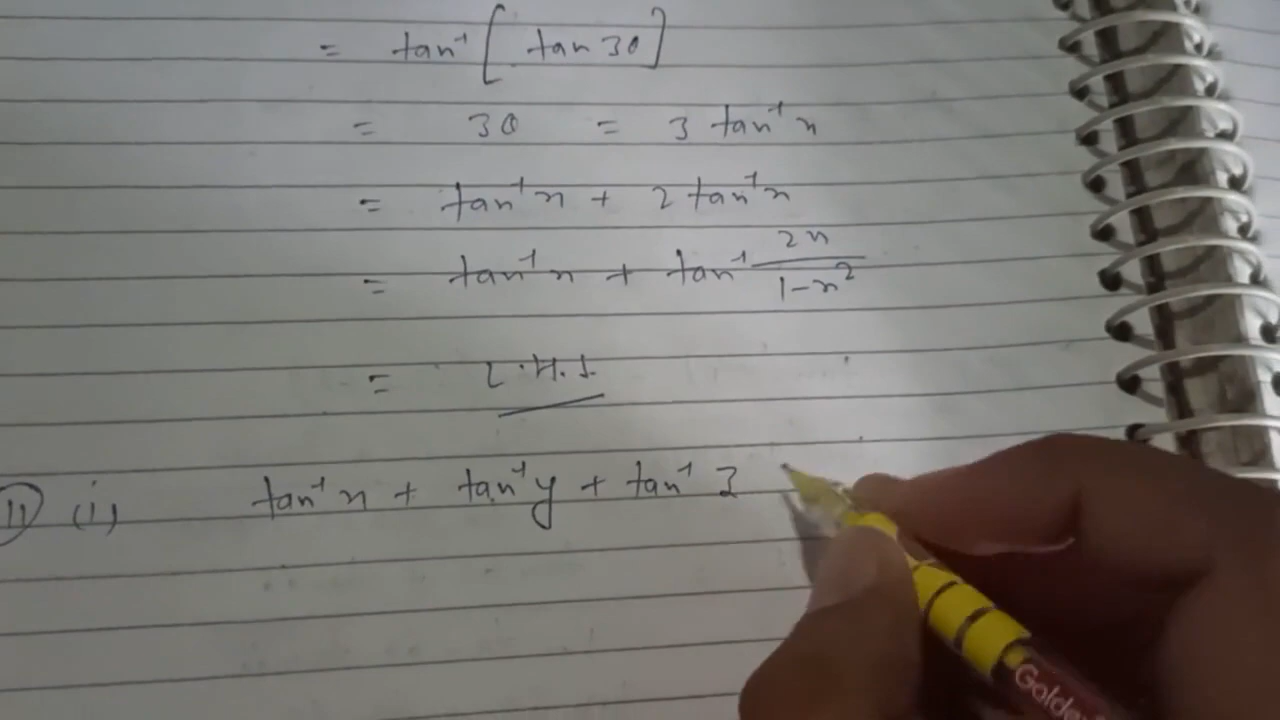 = tan⁻¹ [ tan 3θ ]
= 3θ = 3 tan⁻¹ x
= tan⁻¹ x + 2 tan⁻¹ x
= tan⁻¹ x + tan⁻¹ 2x / 1-x²
= L.H.S
11 (i) tan⁻¹ x + tan⁻¹ y + tan⁻¹ z
Golde